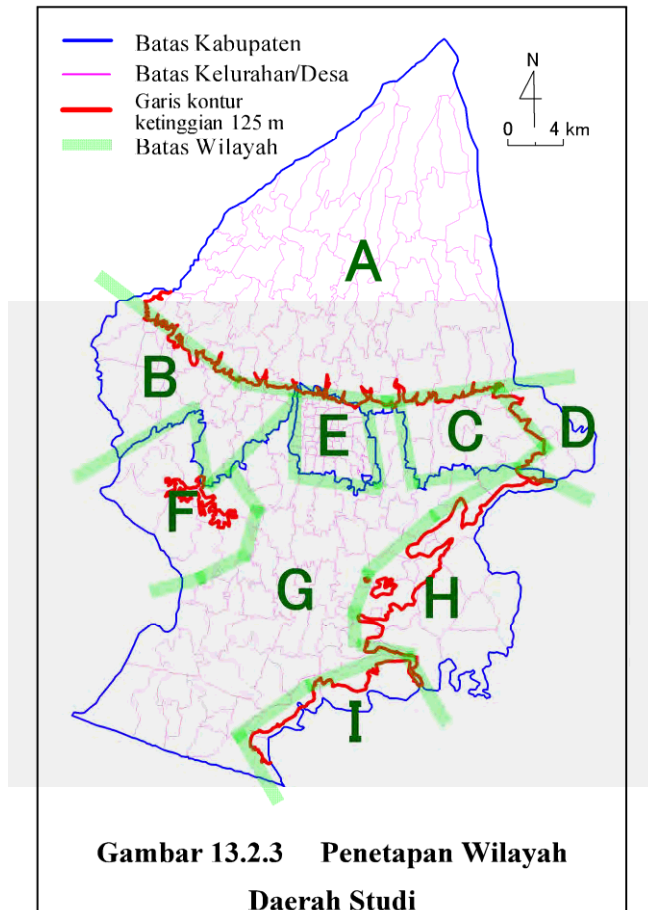 Batas Kabupaten
Batas Kelurahan/Desa
Garis kontur
ketinggian 125 m
Batas Wilayah
N
0 4 km
A
B
E
C
D
F
G
H
I
Gambar 13.2.3 Penetapan Wilayah
Daerah Studi